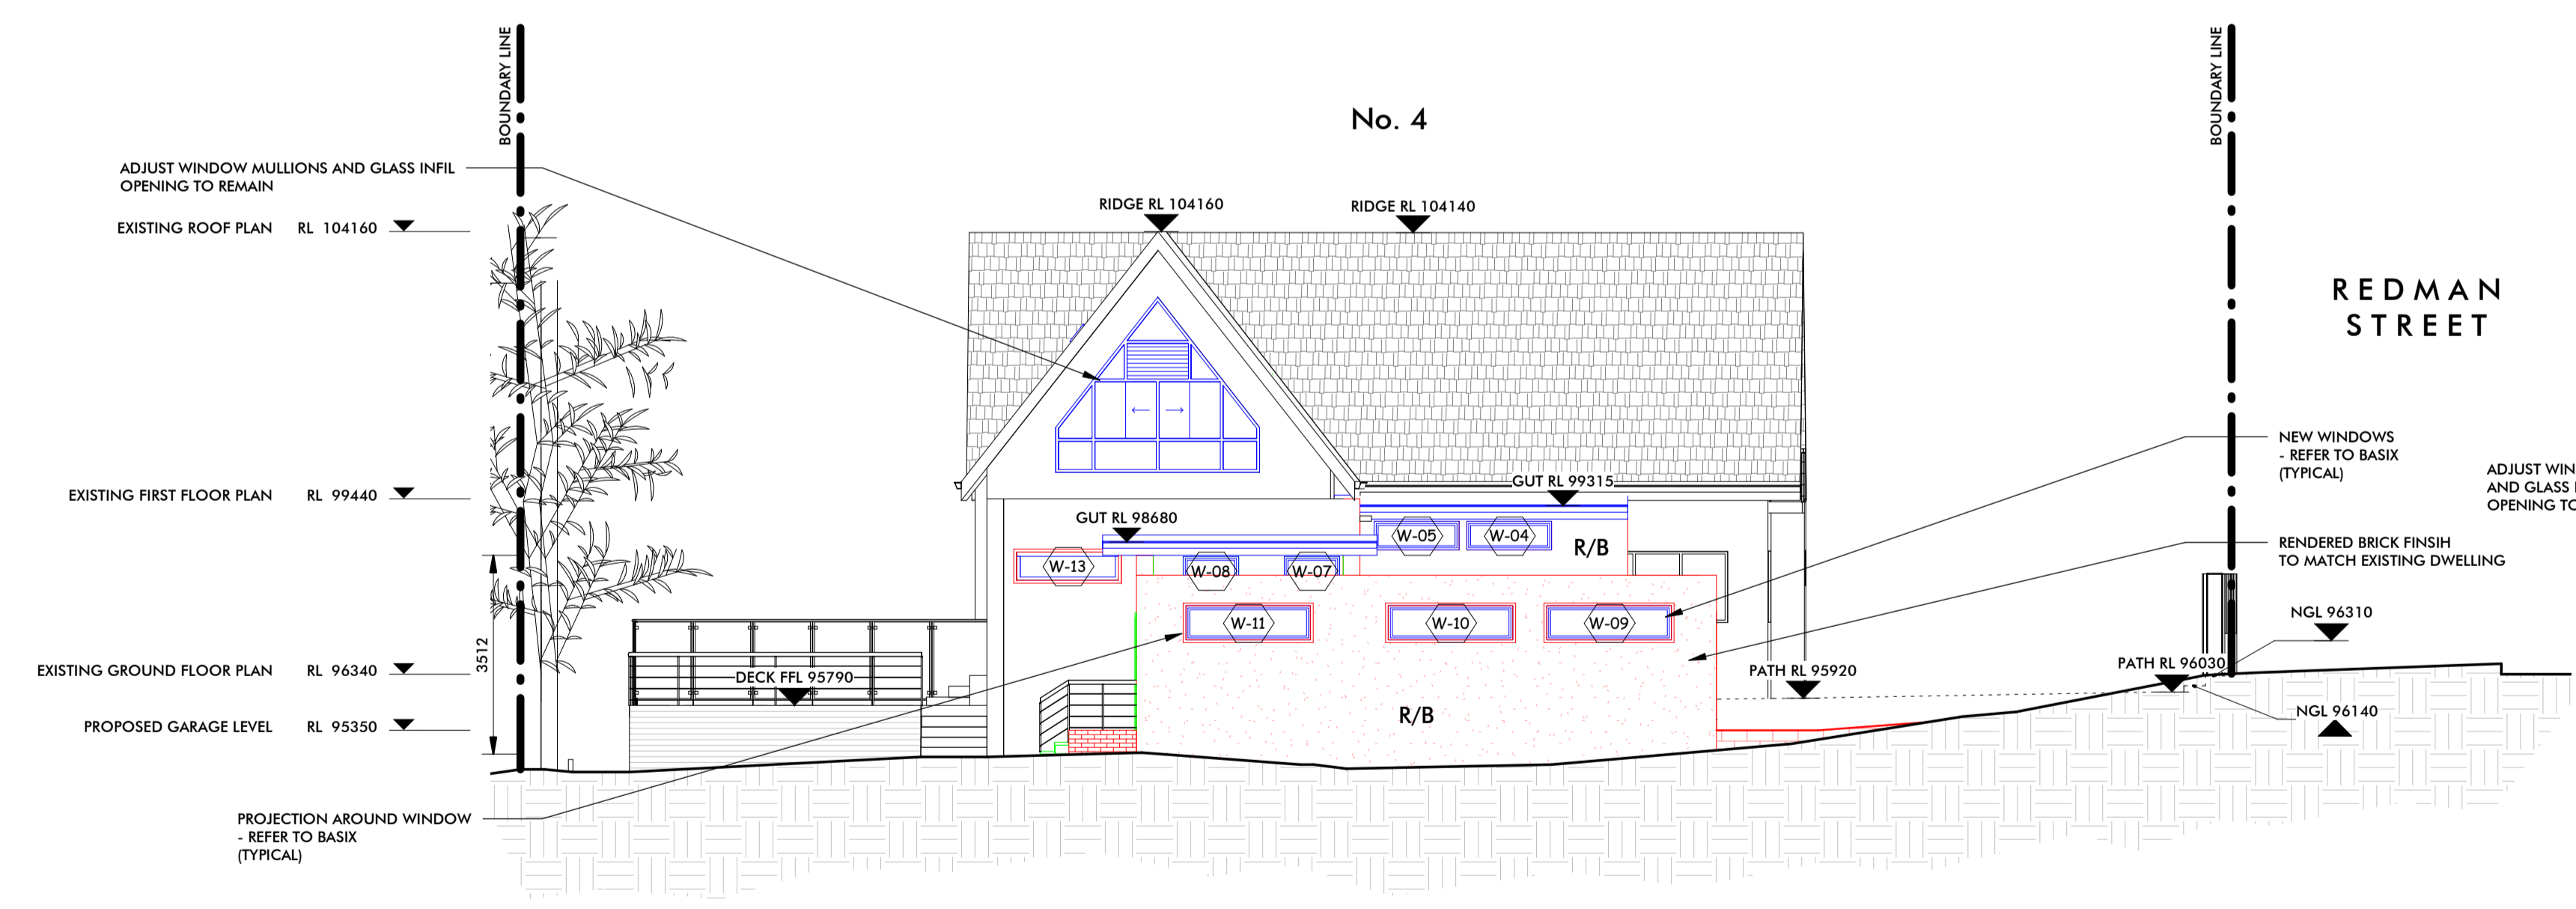 BOUNDARY LINE
BOUNDARY LINE
No. 4
ADJUST WINDOW MULLIONS AND GLASS INFIL
OPENING TO REMAIN
EXISTING ROOF PLAN RL 104160
RIDGE RL 104160
RIDGE RL 104140
REDMAN
STREET
NEW WINDOWS
- REFER TO BASIX
(TYPICAL)
ADJUST WIN
AND GLASS
OPENING TO
EXISTING FIRST FLOOR PLAN RL 99440
GUT RL 99315
GUT RL 98680
W-05
W-04
R/B
W-13
W-08
W-07
RENDERED BRICK FINSIH
TO MATCH EXISTING DWELLING
W-11
W-10
W-09
NGL 96310
3512
EXISTING GROUND FLOOR PLAN RL 96340
DECK FFL 95790
PATH RL 95920
PATH RL 96030
R/B
NGL 96140
PROPOSED GARAGE LEVEL RL 95350
PROJECTION AROUND WINDOW
- REFER TO BASIX
(TYPICAL)